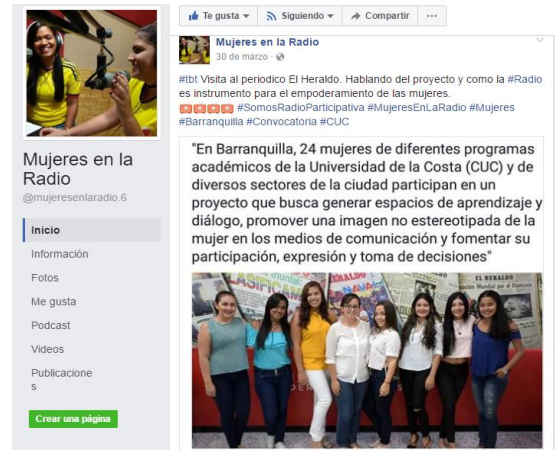 Te gusta
Siguiendo
Compartir
Mujeres en la Radio
30 de marzo
#tbt Visita al periodico El Heraldo. Hablando del proyecto y como la #Radio
es instrumento para el empoderamiento de las mujeres.
#SomosRadioParticipativa #MujeresEnLaRadio #Mujeres
#Barranquilla #Convocatoria #CUC
"En Barranquilla, 24 mujeres de diferentes programas
académicos de la Universidad de la Costa (CUC) y de
diversos sectores de la ciudad participan en un
proyecto que busca generar espacios de aprendizaje y
diálogo, promover una imagen no estereotipada de la
mujer en los medios de comunicación y fomentar su
participación, expresión y toma de decisiones"
EL HERALDO
Mujeres en la
Radio
@mujeresenlaradio.6
Inicio
Información
Fotos
Me gusta
Podcast
Videos
Publicacione
s
Crear una página